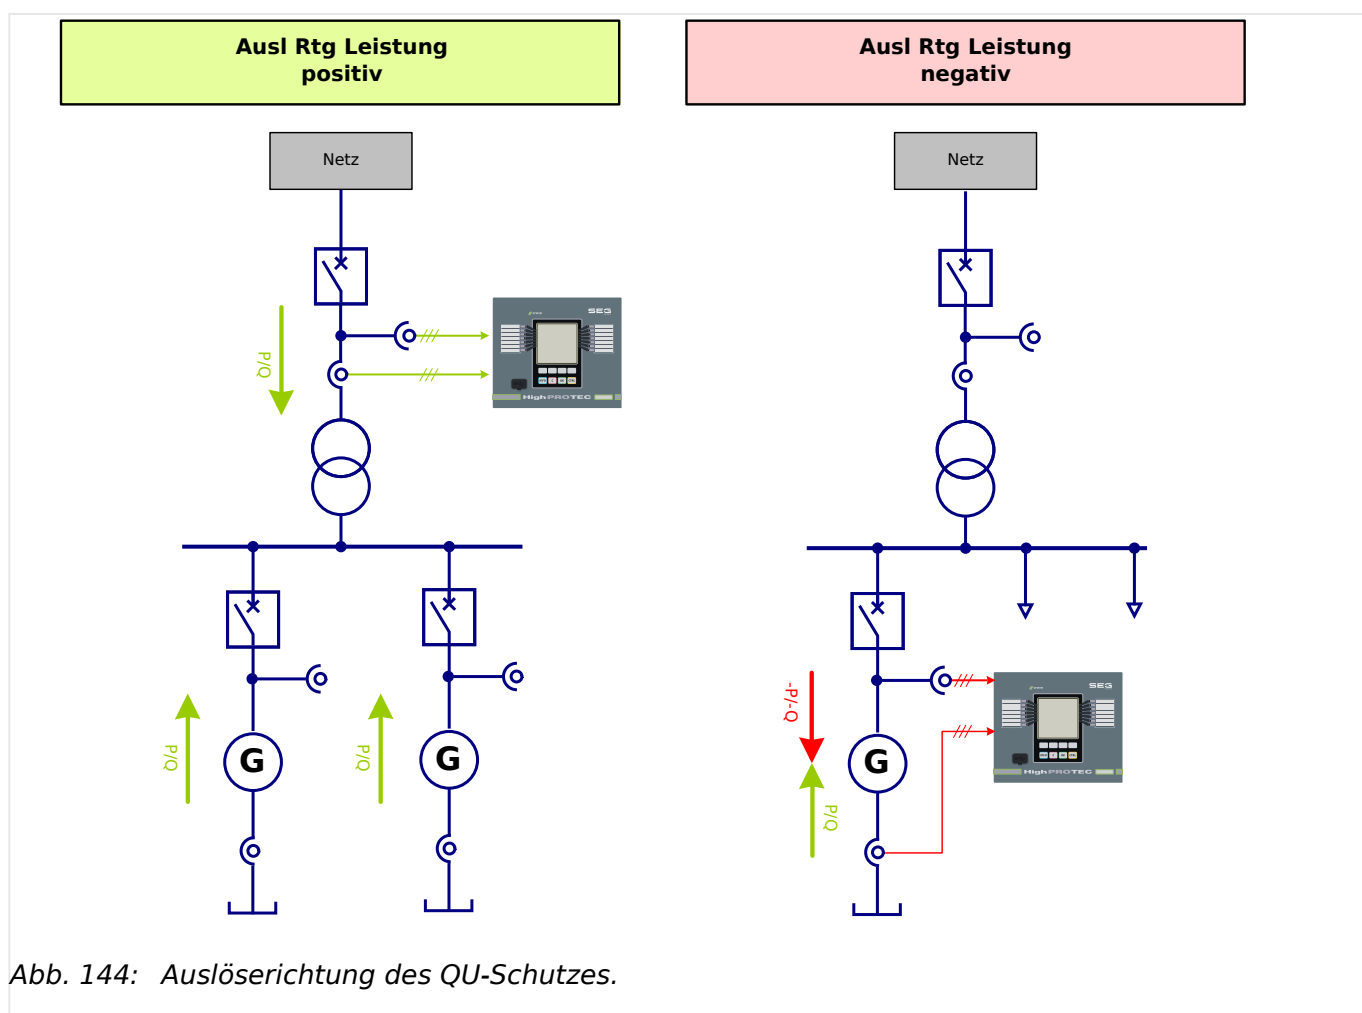 Ausl Rtg Leistung
positiv
Ausl Rtg Leistung
negativ
Netz
Netz
P/Q
SEG
HighPROTEC
P/Q
P/Q
G
G
-P/-Q
P/Q
G
SEG
HighPROTEC
Abb. 144: Auslöserichtung des QU-Schutzes.